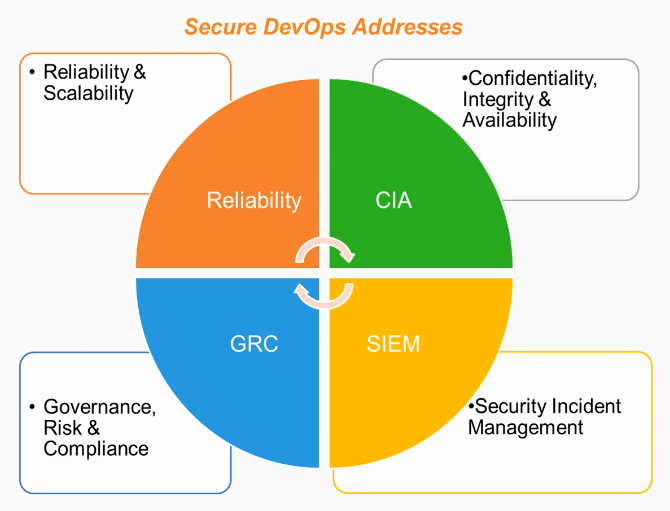 Secure DevOps Addresses
• Reliability &
Scalability
•Confidentiality,
Integrity &
Availability
Reliability
CIA
GRC
SIEM
• Governance,
Risk &
Compliance
•Security Incident
Management